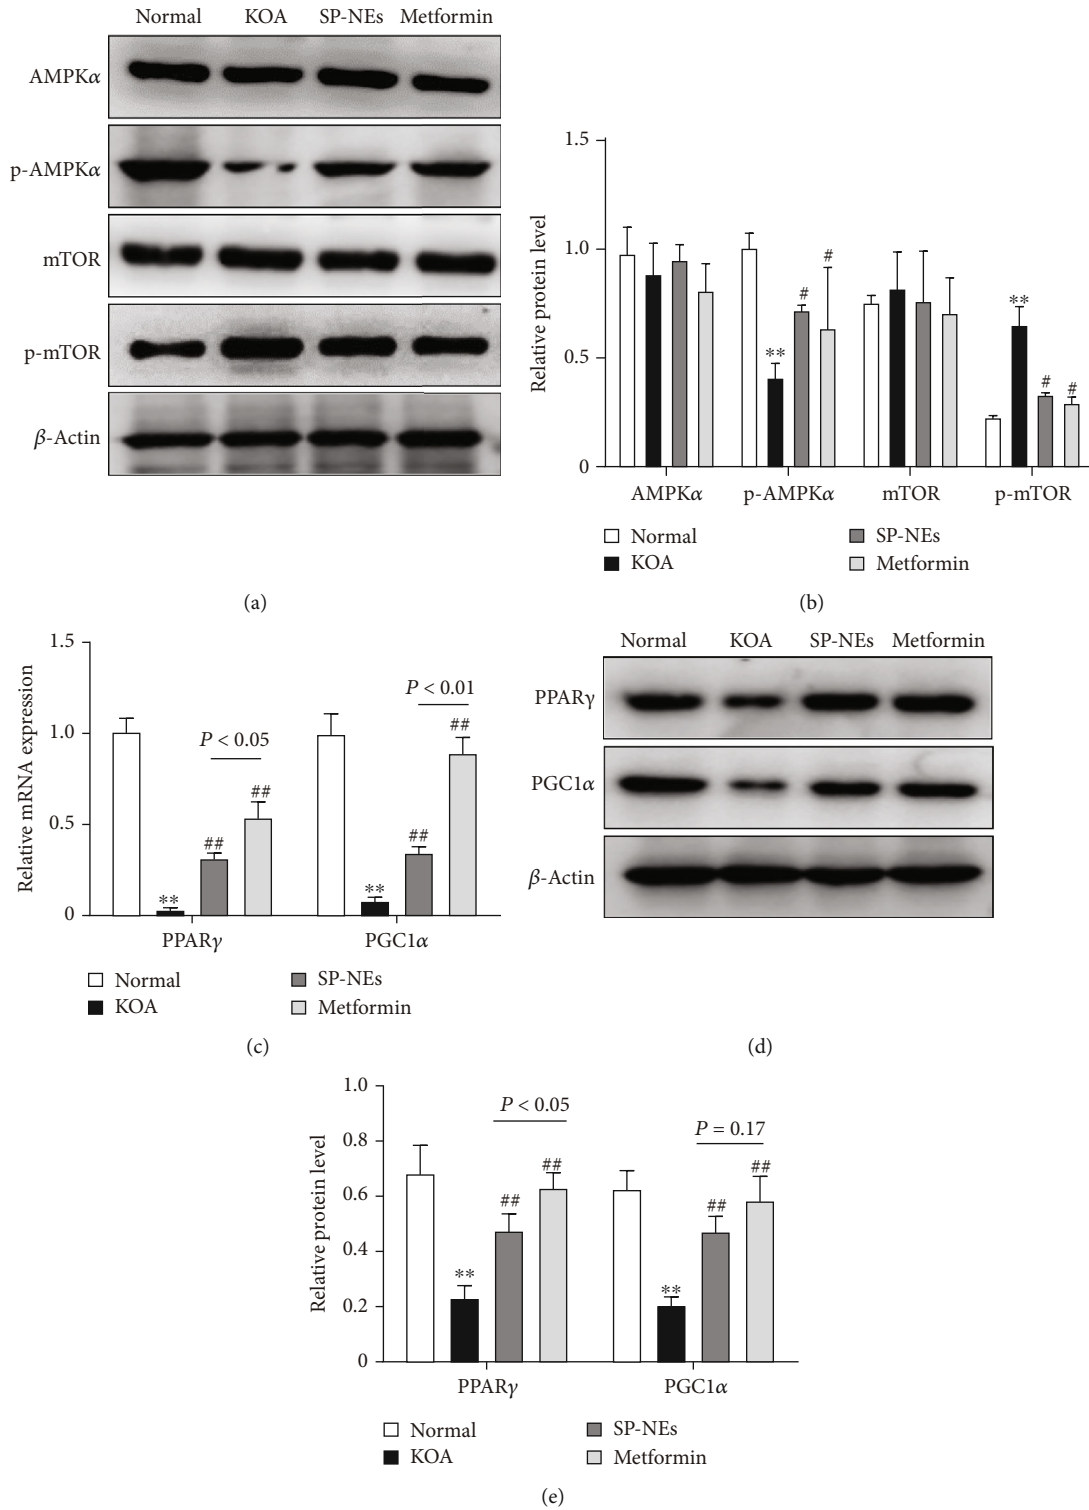 Normal KOA SP-NEs Metformin
AMPKα
p-AMPKα
mTOR
p-mTOR
β-Actin
(a)
Relative protein level
1.5
1.0
0.5
0
# # ** # ** # #
AMPKα p-AMPKα mTOR p-mTOR
Normal SP-NEs
KOA Metformin
(b)
Relative mRNA expression
1.5
1.0
0.5
0
P < 0.01
##
P < 0.05
##
## ##
** **
PPARγ PGC1α
Normal SP-NEs
KOA Metformin
(c)
Normal KOA SP-NEs Metformin
PPARγ
PGC1α
β-Actin
(d)
Relative protein level
1.0
0.8
0.6
0.4
0.2
0
P < 0.05
P = 0.17
## ##
## ##
** **
PPARγ PGC1α
Normal SP-NEs
KOA Metformin
(e)